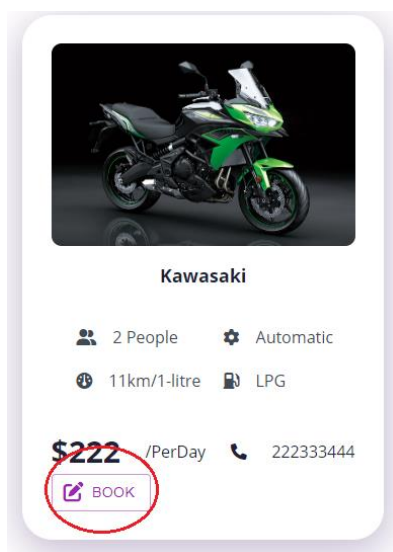 Kawasaki
2 People Automatic
11km/1-litre LPG
$222 /PerDay 222333444
BOOK